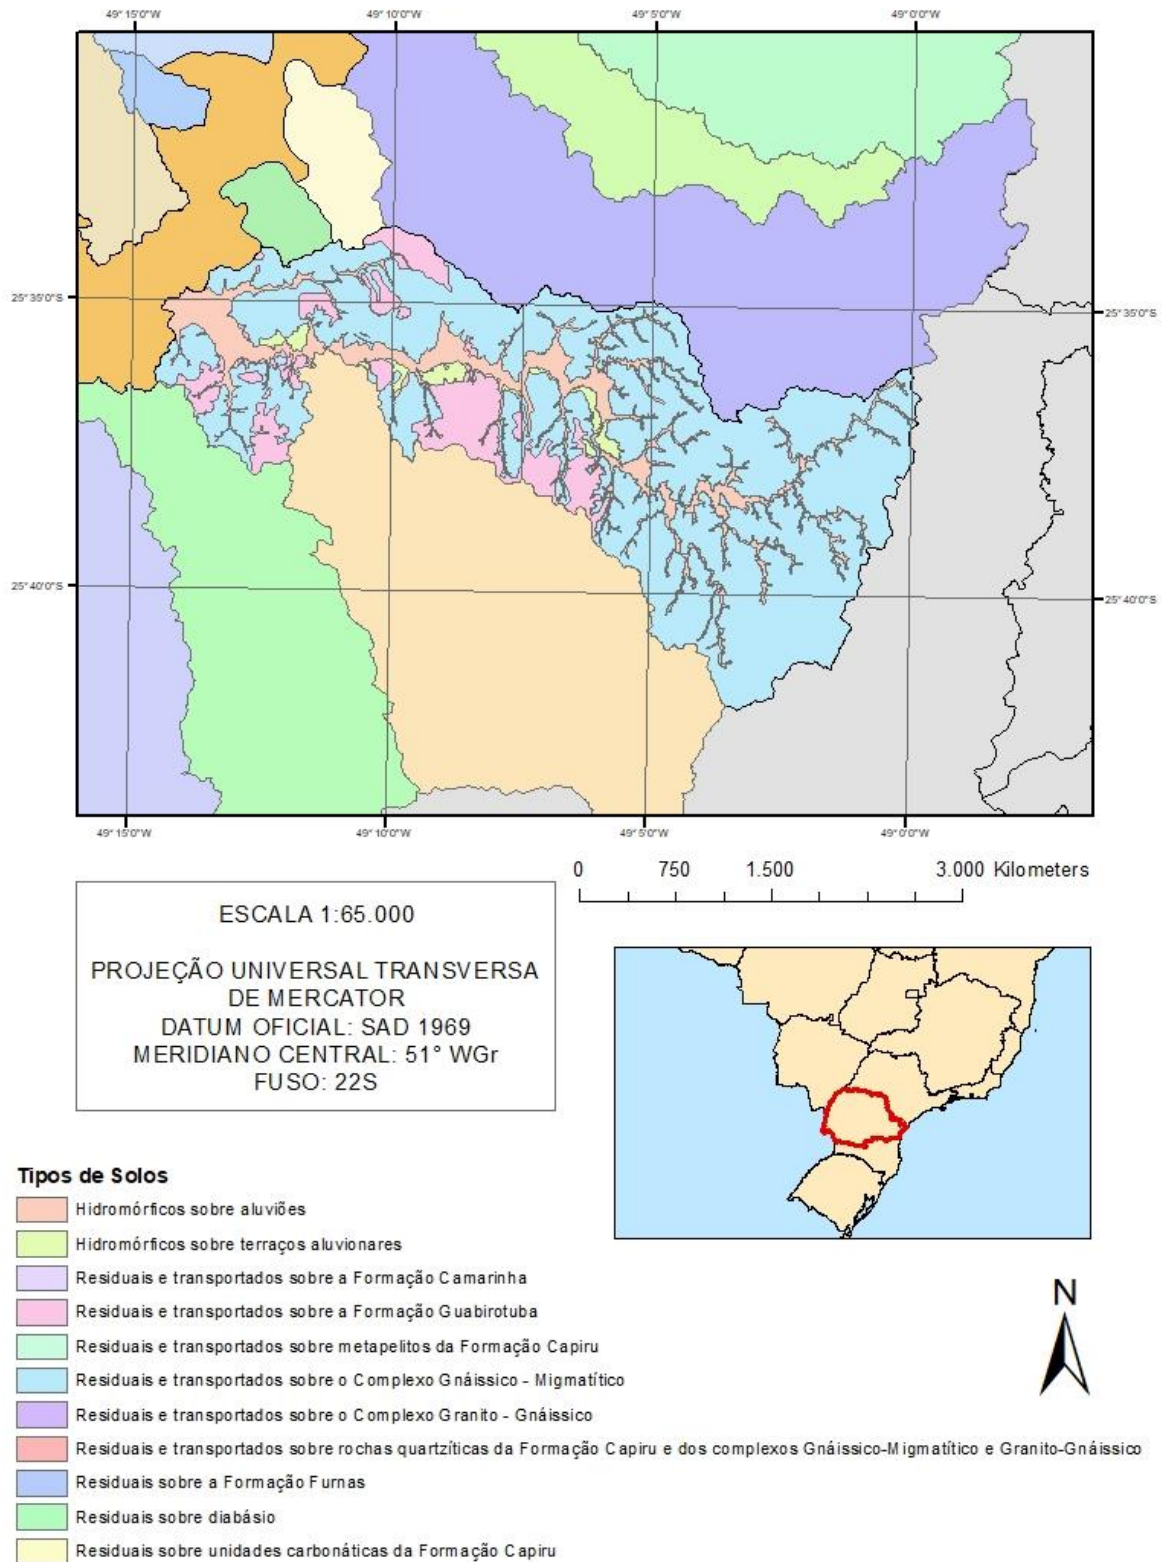 49°15'0"W 49°10'0"W 49°5'0"W 49°0'0"W
25°35'0"S 25°35'0"S
25°40'0"S 25°40'0"S
49°15'0"W 49°10'0"W 49°5'0"W 49°0'0"W
0 750 1.500 3.000 Kilometers
ESCALA 1:65.000
PROJEÇÃO UNIVERSAL TRANSVERSA
DE MERCATOR
DATUM OFICIAL: SAD 1969
MERIDIANO CENTRAL: 51° WGr
FUSO: 22S
N
Tipos de Solos
Hidromórficos sobre aluviões
Hidromórficos sobre terraços aluvionares
Residuais e transportados sobre a Formação Camarinha
Residuais e transportados sobre a Formação Guabirotuba
Residuais e transportados sobre metapelitos da Formação Capiru
Residuais e transportados sobre o Complexo Gnáissico - Migmatítico
Residuais e transportados sobre o Complexo Granito - Gnáissico
Residuais e transportados sobre rochas quartzíticas da Formação Capiru e dos complexos Gnáissico-Migmatítico e Granito-Gnáissico
Residuais sobre a Formação Furnas
Residuais sobre diabásio
Residuais sobre unidades carbonáticas da Formação Capiru